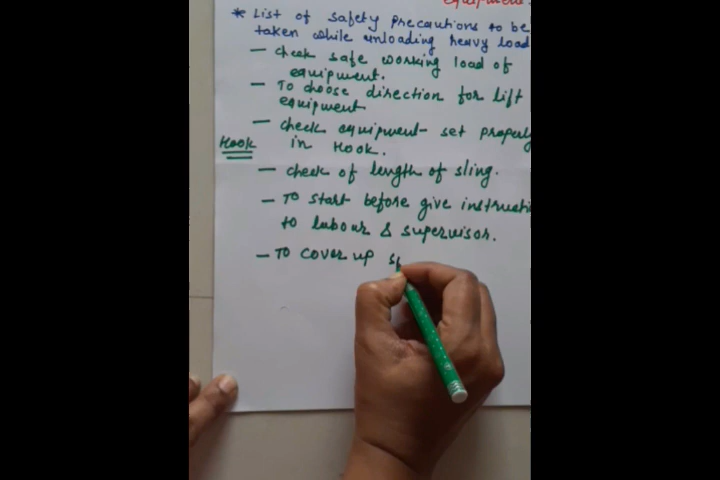 equipment.
* List of safety precautions to be
taken while unloading heavy load
— check safe working load of
equipment.
— To choose direction for lift
equipment
— check equipment- set properly
Hook in Hook.
— check of length of sling.
— To start before give instructi
to labour & supervisor.
— To cover up sp